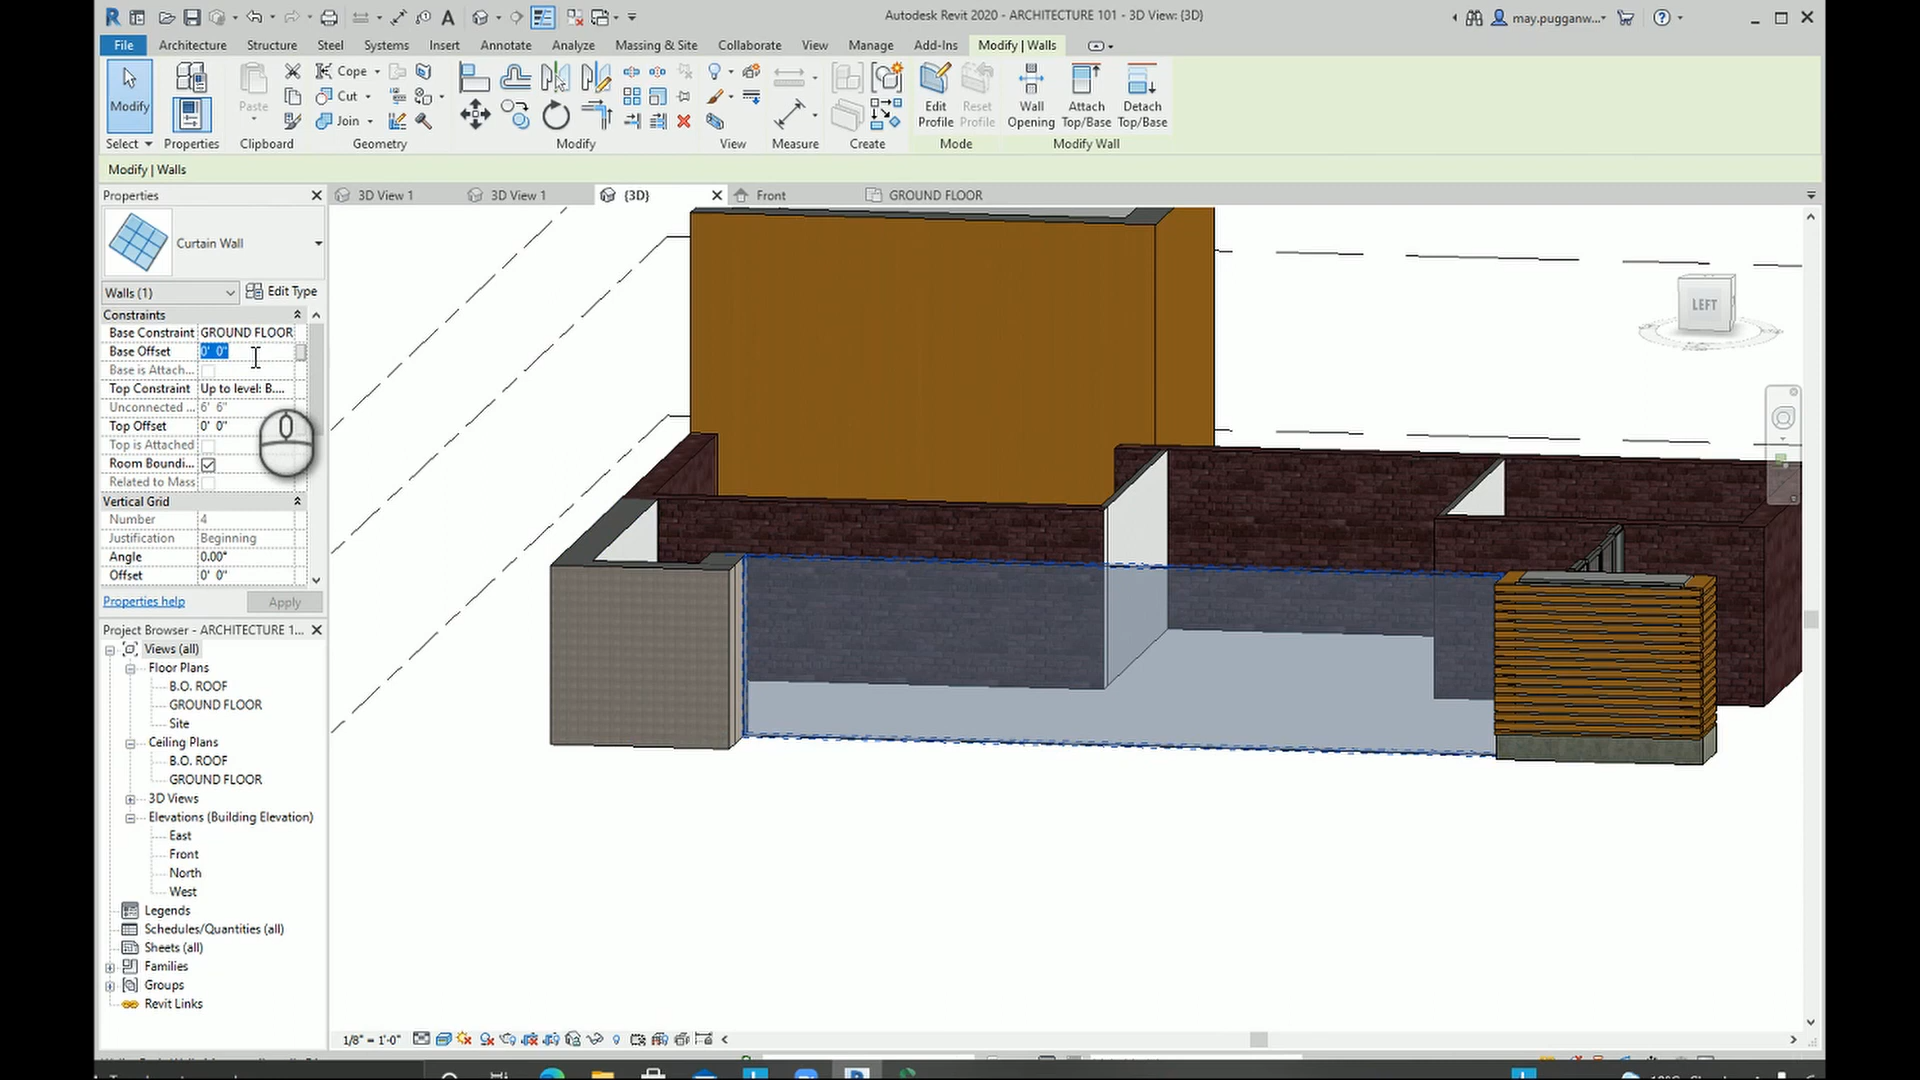 Autodesk Revit 2020 - ARCHITECTURE 101 - 3D View: {3D}
may.pugganw...
File Architecture Structure Steel Systems Insert Annotate Analyze Massing & Site Collaborate View Manage Add-Ins Modify | Walls
Modify
Paste
Cope
Cut
Join
Edit Profile
Reset Profile
Wall Opening
Attach Top/Base
Detach Top/Base
Select Properties Clipboard Geometry Modify View Measure Create Mode Modify Wall
Modify | Walls
Properties
3D View 1
3D View 1
{3D}
Front
GROUND FLOOR
Curtain Wall
Walls (1)
Edit Type
Constraints
Base Constraint GROUND FLOOR
Base Offset 0' 0"
Base is Attach...
Top Constraint Up to level: B....
Unconnected ... 6' 6"
Top Offset 0' 0"
Top is Attached
Room Boundi...
Related to Mass
Vertical Grid
Number 4
Justification Beginning
Angle 0.00°
Offset 0' 0"
Properties help
Apply
LEFT
Project Browser - ARCHITECTURE 1...
Views (all)
Floor Plans
B.O. ROOF
GROUND FLOOR
Site
Ceiling Plans
B.O. ROOF
GROUND FLOOR
3D Views
Elevations (Building Elevation)
East
Front
North
West
Legends
Schedules/Quantities (all)
Sheets (all)
Families
Groups
Revit Links
1/8" = 1'-0"